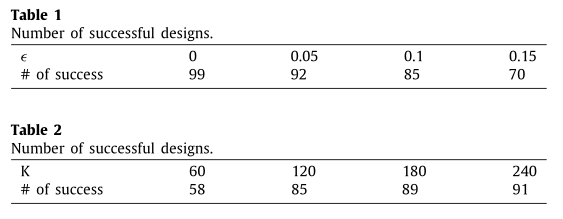 Table 1
Number of successful designs.
ϵ 0 0.05 0.1 0.15
# of success 99 92 85 70
Table 2
Number of successful designs.
K 60 120 180 240
# of success 58 85 89 91